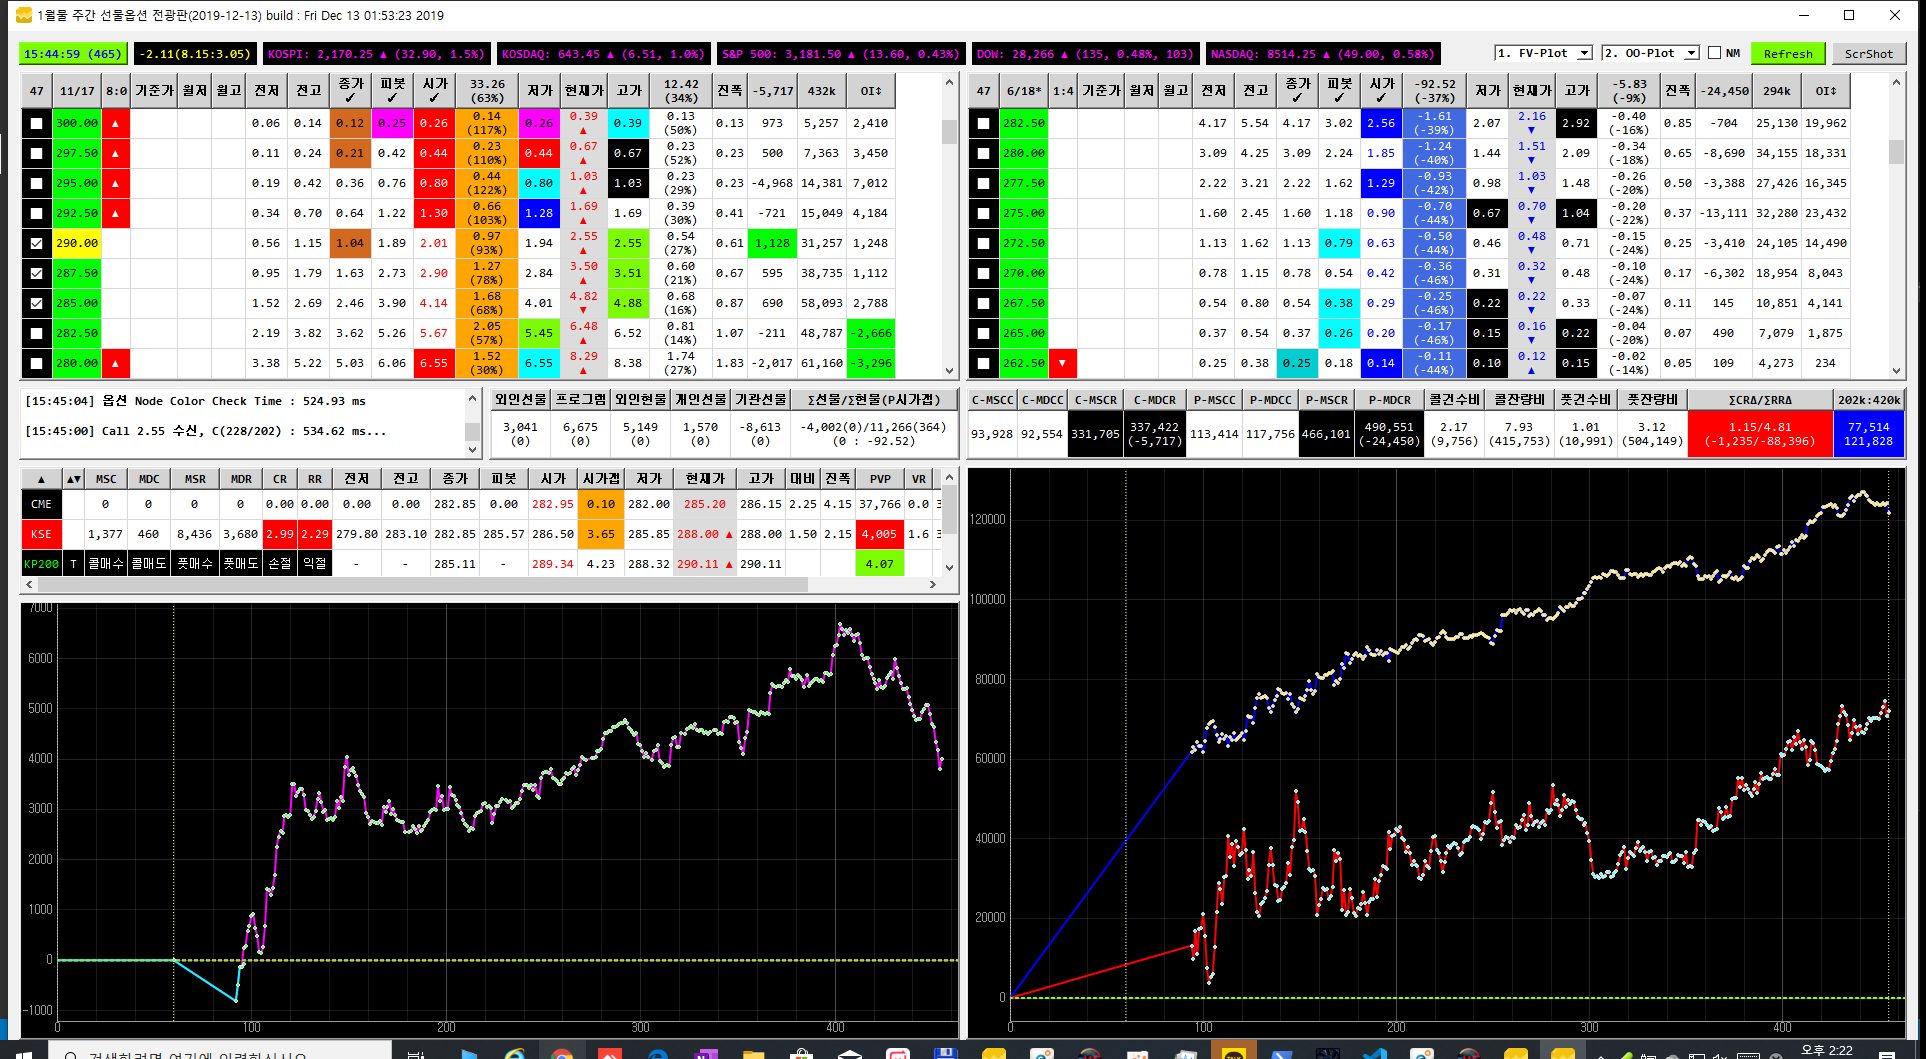 1월물 주간 선물옵션 전광판(2019-12-13) build : Fri Dec 13 01:53:23 2019
15:44:59 (465) -2.11(8.15:3.05) KOSPI: 2,170.25 ▲ (32.90, 1.5%) KOSDAQ: 643.45 ▲ (6.51, 1.0%) S&P 500: 3,181.50 ▲ (13.60, 0.43%) DOW: 28,266 ▲ (135, 0.48%, 103) NASDAQ: 8514.25 ▲ (49.00, 0.58%) 1. FV-Plot 2. OO-Plot NM Refresh ScrShot
47 11/17 8:0 기준가 월저 월고 전저 전고 종가 ✓ 피봇 ✓ 시가 ✓ 33.26 (63%) 저가 현재가 고가 12.42 (34%) 진폭 -5,717 432k OI↕
300.00 ▲ 0.06 0.14 0.12 0.25 0.26 0.14 (117%) 0.26 0.39 ▲ 0.39 0.13 (50%) 0.13 973 5,257 2,410
297.50 ▲ 0.11 0.24 0.21 0.42 0.44 0.23 (110%) 0.44 0.67 ▲ 0.67 0.23 (52%) 0.23 500 7,363 3,450
295.00 ▲ 0.19 0.42 0.36 0.76 0.80 0.44 (122%) 0.80 1.03 ▲ 1.03 0.23 (29%) 0.23 -4,968 14,381 7,012
292.50 ▲ 0.34 0.70 0.64 1.22 1.30 0.66 (103%) 1.28 1.69 ▲ 1.69 0.39 (30%) 0.41 -721 15,049 4,184
290.00 0.56 1.15 1.04 1.89 2.01 0.97 (93%) 1.94 2.55 ▲ 2.55 0.54 (27%) 0.61 1,128 31,257 1,248
287.50 0.95 1.79 1.63 2.73 2.90 1.27 (78%) 2.84 3.50 ▲ 3.51 0.60 (21%) 0.67 595 38,735 1,112
285.00 1.52 2.69 2.46 3.90 4.14 1.68 (68%) 4.01 4.82 ▼ 4.88 0.68 (16%) 0.87 690 58,093 2,788
282.50 2.19 3.82 3.62 5.26 5.67 2.05 (57%) 5.45 6.48 ▲ 6.52 0.81 (14%) 1.07 -211 48,787 -2,666
280.00 ▲ 3.38 5.22 5.03 6.06 6.55 1.52 (30%) 6.55 8.29 ▲ 8.38 1.74 (27%) 1.83 -2,017 61,160 -3,296
47 6/18* 1:4 기준가 월저 월고 전저 전고 종가 ✓ 피봇 ✓ 시가 ✓ -92.52 (-37%) 저가 현재가 고가 -5.83 (-9%) 진폭 -24,450 294k OI↕
282.50 4.17 5.54 4.17 3.02 2.56 -1.61 (-39%) 2.07 2.16 ▼ 2.92 -0.40 (-16%) 0.85 -704 25,130 19,962
280.00 3.09 4.25 3.09 2.24 1.85 -1.24 (-40%) 1.44 1.51 ▼ 2.09 -0.34 (-18%) 0.65 -8,690 34,155 18,331
277.50 2.22 3.21 2.22 1.62 1.29 -0.93 (-42%) 0.98 1.03 ▼ 1.48 -0.26 (-20%) 0.50 -3,388 27,426 16,345
275.00 1.60 2.45 1.60 1.18 0.90 -0.70 (-44%) 0.67 0.70 ▼ 1.04 -0.20 (-22%) 0.37 -13,111 32,280 23,432
272.50 1.13 1.62 1.13 0.79 0.63 -0.50 (-44%) 0.46 0.48 ▼ 0.71 -0.15 (-24%) 0.25 -3,410 24,105 14,490
270.00 0.78 1.15 0.78 0.54 0.42 -0.36 (-46%) 0.31 0.32 ▼ 0.48 -0.10 (-24%) 0.17 -6,302 18,954 8,043
267.50 0.54 0.80 0.54 0.38 0.29 -0.25 (-46%) 0.22 0.22 ▼ 0.33 -0.07 (-24%) 0.11 145 10,851 4,141
265.00 0.37 0.54 0.37 0.26 0.20 -0.17 (-46%) 0.15 0.16 ▼ 0.22 -0.04 (-20%) 0.07 490 7,079 1,875
262.50 ▼ 0.25 0.38 0.25 0.18 0.14 -0.11 (-44%) 0.10 0.12 ▲ 0.15 -0.02 (-14%) 0.05 109 4,273 234
[15:45:04] 옵션 Node Color Check Time : 524.93 ms
[15:45:00] Call 2.55 수신, C(228/202) : 534.62 ms...
외인선물 프로그램 외인현물 개인선물 기관선물 Σ선물/Σ현물(P시가갭)
3,041 (0) 6,675 (0) 5,149 (0) 1,570 (0) -8,613 (0) -4,002(0)/11,266(364) (0 : -92.52)
C-MSCC C-MDCC C-MSCR C-MDCR P-MSCC P-MDCC P-MSCR P-MDCR 콜건수비 콜잔량비 풋건수비 풋잔량비 ΣCRΔ/ΣRRΔ 202k:420k
93,928 92,554 331,705 337,422 (-5,717) 113,414 117,756 466,101 490,551 (-24,450) 2.17 (9,756) 7.93 (415,753) 1.01 (10,991) 3.12 (504,149) 1.15/4.81 (-1,235/-88,396) 77,514 121,828
▲ ▲▼ MSC MDC MSR MDR CR RR 전저 전고 종가 피봇 시가 시가갭 저가 현재가 고가 대비 진폭 PVP VR
CME 0 0 0 0 0.00 0.00 0.00 0.00 282.85 0.00 282.95 0.10 282.00 285.20 286.15 2.25 4.15 37,766 0.0
KSE 1,377 460 8,436 3,680 2.99 2.29 279.80 283.10 282.85 285.57 286.50 3.65 285.85 288.00 ▲ 288.00 1.50 2.15 4,005 1.6
KP200 T 콜매수 콜매도 풋매수 풋매도 손절 익절 - - 285.11 - 289.34 4.23 288.32 290.11 ▲ 290.11 4.07
7000
6000
5000
4000
3000
2000
1000
0
-1000
0 100 200 300 400
120000
100000
80000
60000
40000
20000
0
0 100 200 300 400
검색하려면 여기에 입력하십시오.
오후 2:22